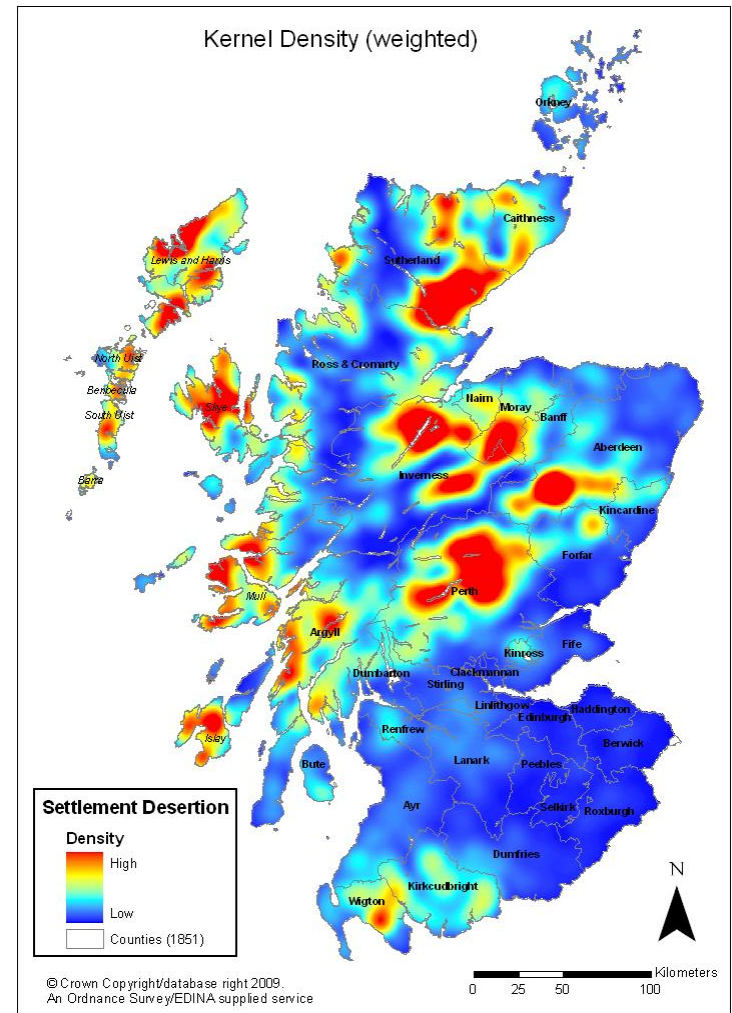 Kernel Density (weighted)
Orkney
Caithness
Sutherland
Lewis and Harris
Ross & Cromarty
North Uist
Benbecula
South Uist
Skye
Nairn
Moray
Banff
Aberdeen
Inverness
Barra
Kincardine
Forfar
Perth
Mull
Argyll
Fife
Kinross
Dumbarton
Clackmannan
Stirling
Linlithgow
Haddington
Edinburgh
Renfrew
Berwick
Islay
Lanark
Peebles
Bute
Ayr
Selkirk
Roxburgh
Dumfries
Kirkcudbright
Wigton
Settlement Desertion
Density
High
Low
Counties (1851)
N
Kilometers
0 25 50 100
© Crown Copyright/database right 2009.
An Ordnance Survey/EDINA supplied service